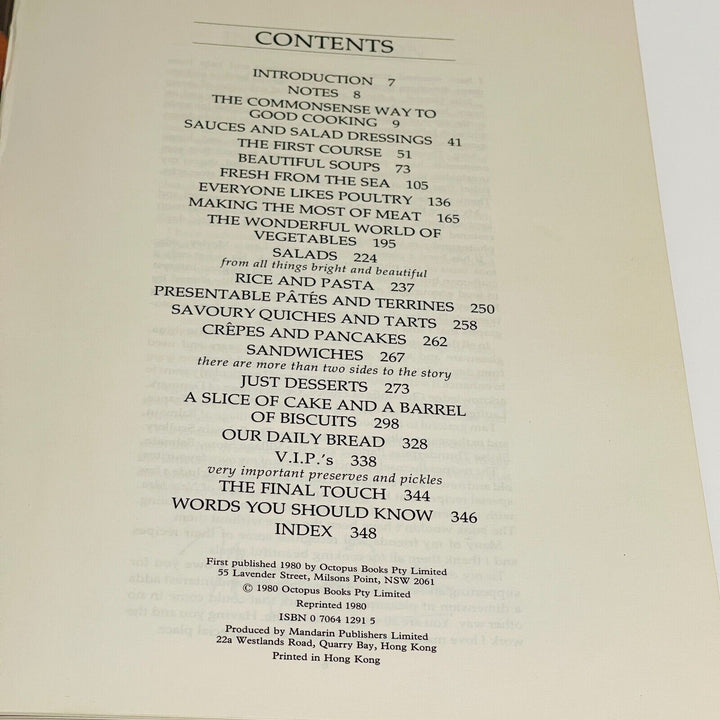 CONTENTS
INTRODUCTION 7
NOTES 8
THE COMMONSENSE WAY TO
GOOD COOKING 9
SAUCES AND SALAD DRESSINGS 41
THE FIRST COURSE 51
BEAUTIFUL SOUPS 73
FRESH FROM THE SEA 105
EVERYONE LIKES POULTRY 136
MAKING THE MOST OF MEAT 165
THE WONDERFUL WORLD OF
VEGETABLES 195
SALADS 224
from all things bright and beautiful
RICE AND PASTA 237
PRESENTABLE PÂTÉS AND TERRINES 250
SAVOURY QUICHES AND TARTS 258
CRÊPES AND PANCAKES 262
SANDWICHES 267
there are more than two sides to the story
JUST DESSERTS 273
A SLICE OF CAKE AND A BARREL
OF BISCUITS 298
OUR DAILY BREAD 328
V.I.P.'s 338
very important preserves and pickles
THE FINAL TOUCH 344
WORDS YOU SHOULD KNOW 346
INDEX 348
First published 1980 by Octopus Books Pty Limited
55 Lavender Street, Milsons Point, NSW 2061
© 1980 Octopus Books Pty Limited
Reprinted 1980
ISBN 0 7064 1291 5
Produced by Mandarin Publishers Limited
22a Westlands Road, Quarry Bay, Hong Kong
Printed in Hong Kong